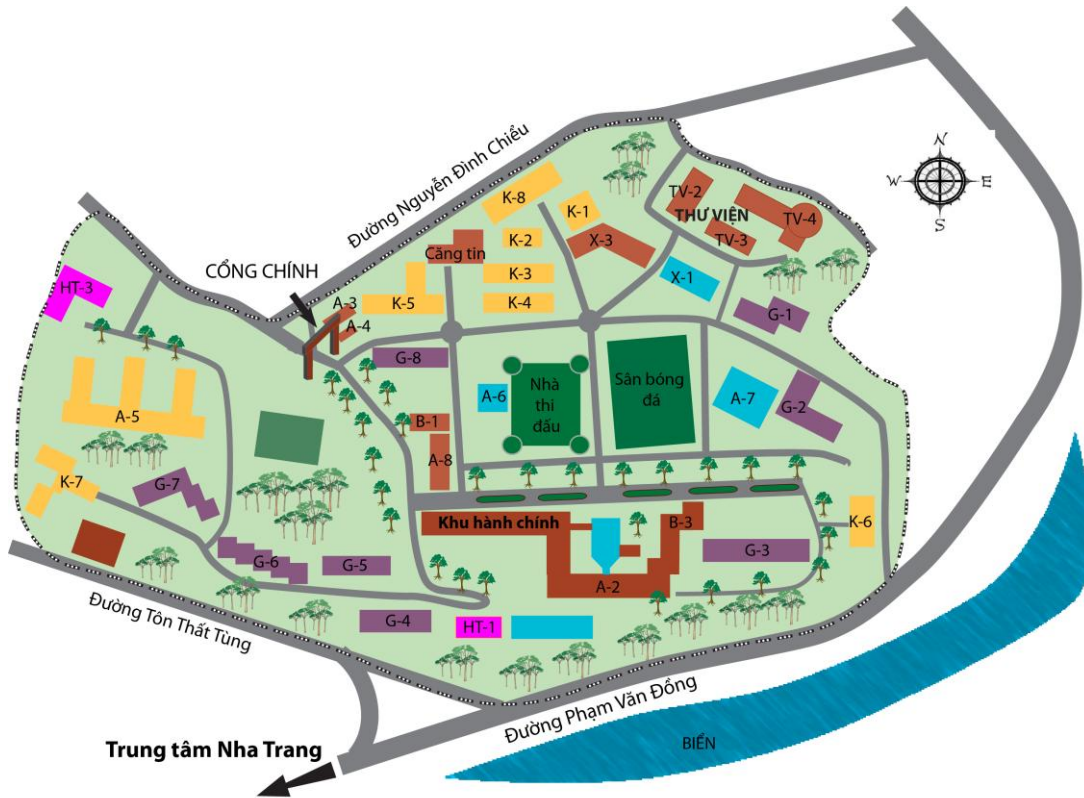 N
W
E
S
Đường Nguyễn Đình Chiểu
K-8
K-1
TV-2
THƯ VIỆN
TV-4
TV-3
K-2
X-3
Căng tin
CỔNG CHÍNH
HT-3
K-3
X-1
A-3
K-5
K-4
G-1
A-4
G-8
Nhà
thi
đấu
Sân bóng
đá
A-6
A-7
G-2
A-5
B-1
A-8
K-7
G-7
Khu hành chính
B-3
K-6
G-6
G-5
G-3
A-2
Đường Tôn Thất Tùng
G-4
HT-1
Đường Phạm Văn Đồng
Trung tâm Nha Trang
BIỂN